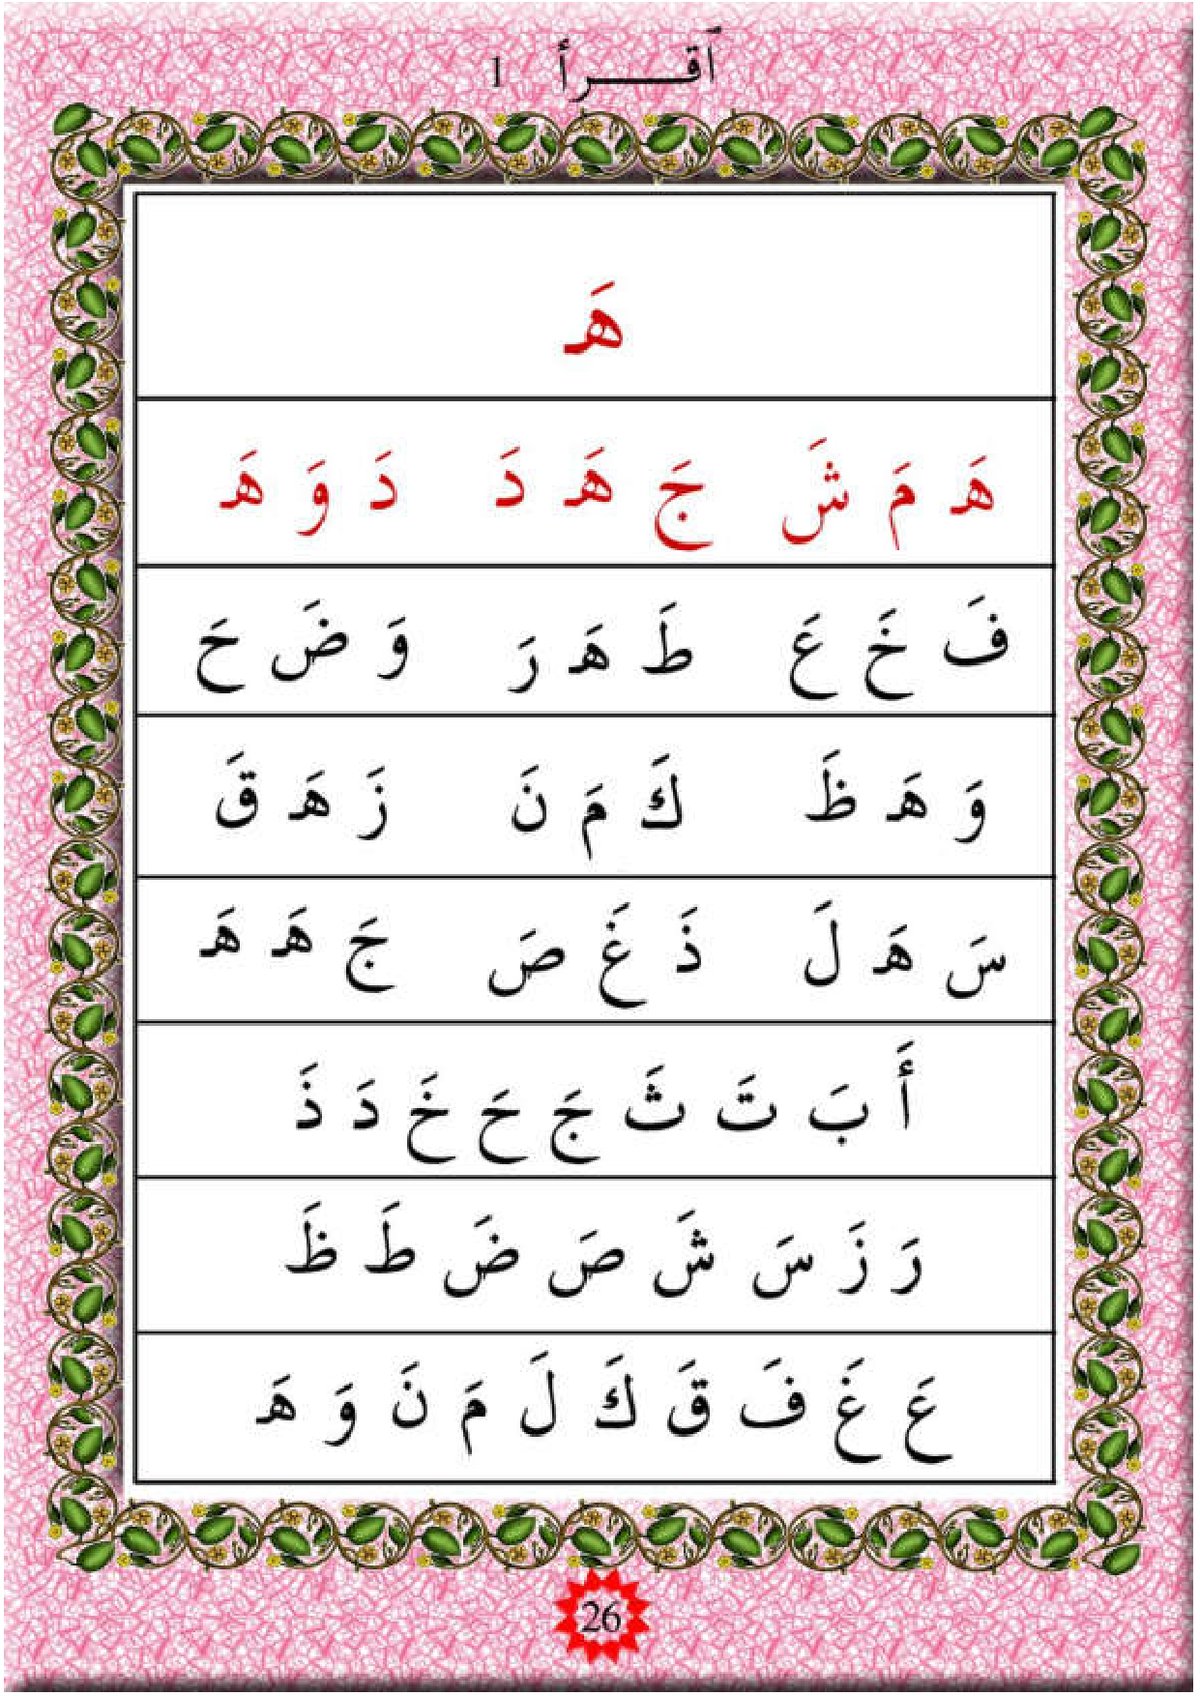 اَقـــرأ 1
هَـ
هَـ مَ شَ جَ هَـ دَ دَ وَ هَـ
فَ خَ عَ طَ هَـ رَ وَ ضَ حَ
وَ هَـ ظَ كَ مَ نَ زَ هَـ قَ
سَ هَـ لَ ذَ غَ صَ جَ هَـ هَـ
أَ بَ تَ ثَ جَ حَ خَ دَ ذَ
رَ زَ سَ شَ صَ ضَ طَ ظَ
عَ غَ فَ قَ كَ لَ مَ نَ وَ هَـ
26